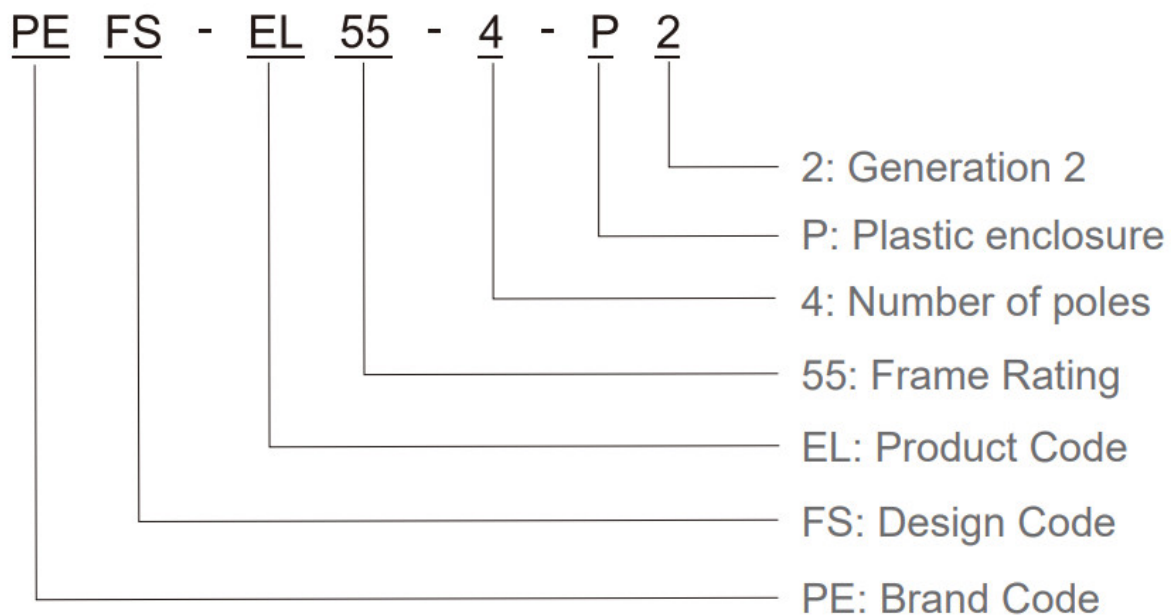 PE FS - EL 55 - 4 - P 2
2: Generation 2
P: Plastic enclosure
4: Number of poles
55: Frame Rating
EL: Product Code
FS: Design Code
PE: Brand Code